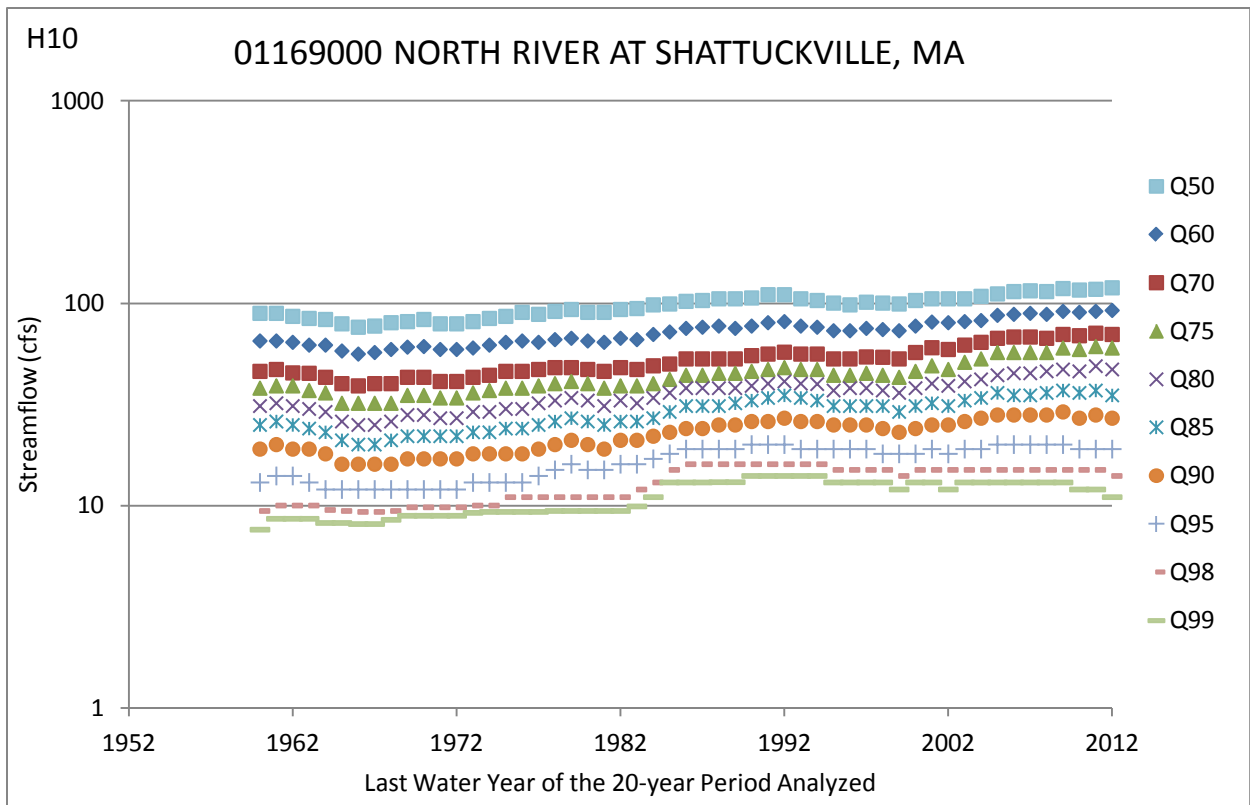 H10
01169000 NORTH RIVER AT SHATTUCKVILLE, MA
1000
100
10
1
Streamflow (cfs)
1952 1962 1972 1982 1992 2002 2012
Last Water Year of the 20-year Period Analyzed
Q50
Q60
Q70
Q75
Q80
Q85
Q90
Q95
Q98
Q99